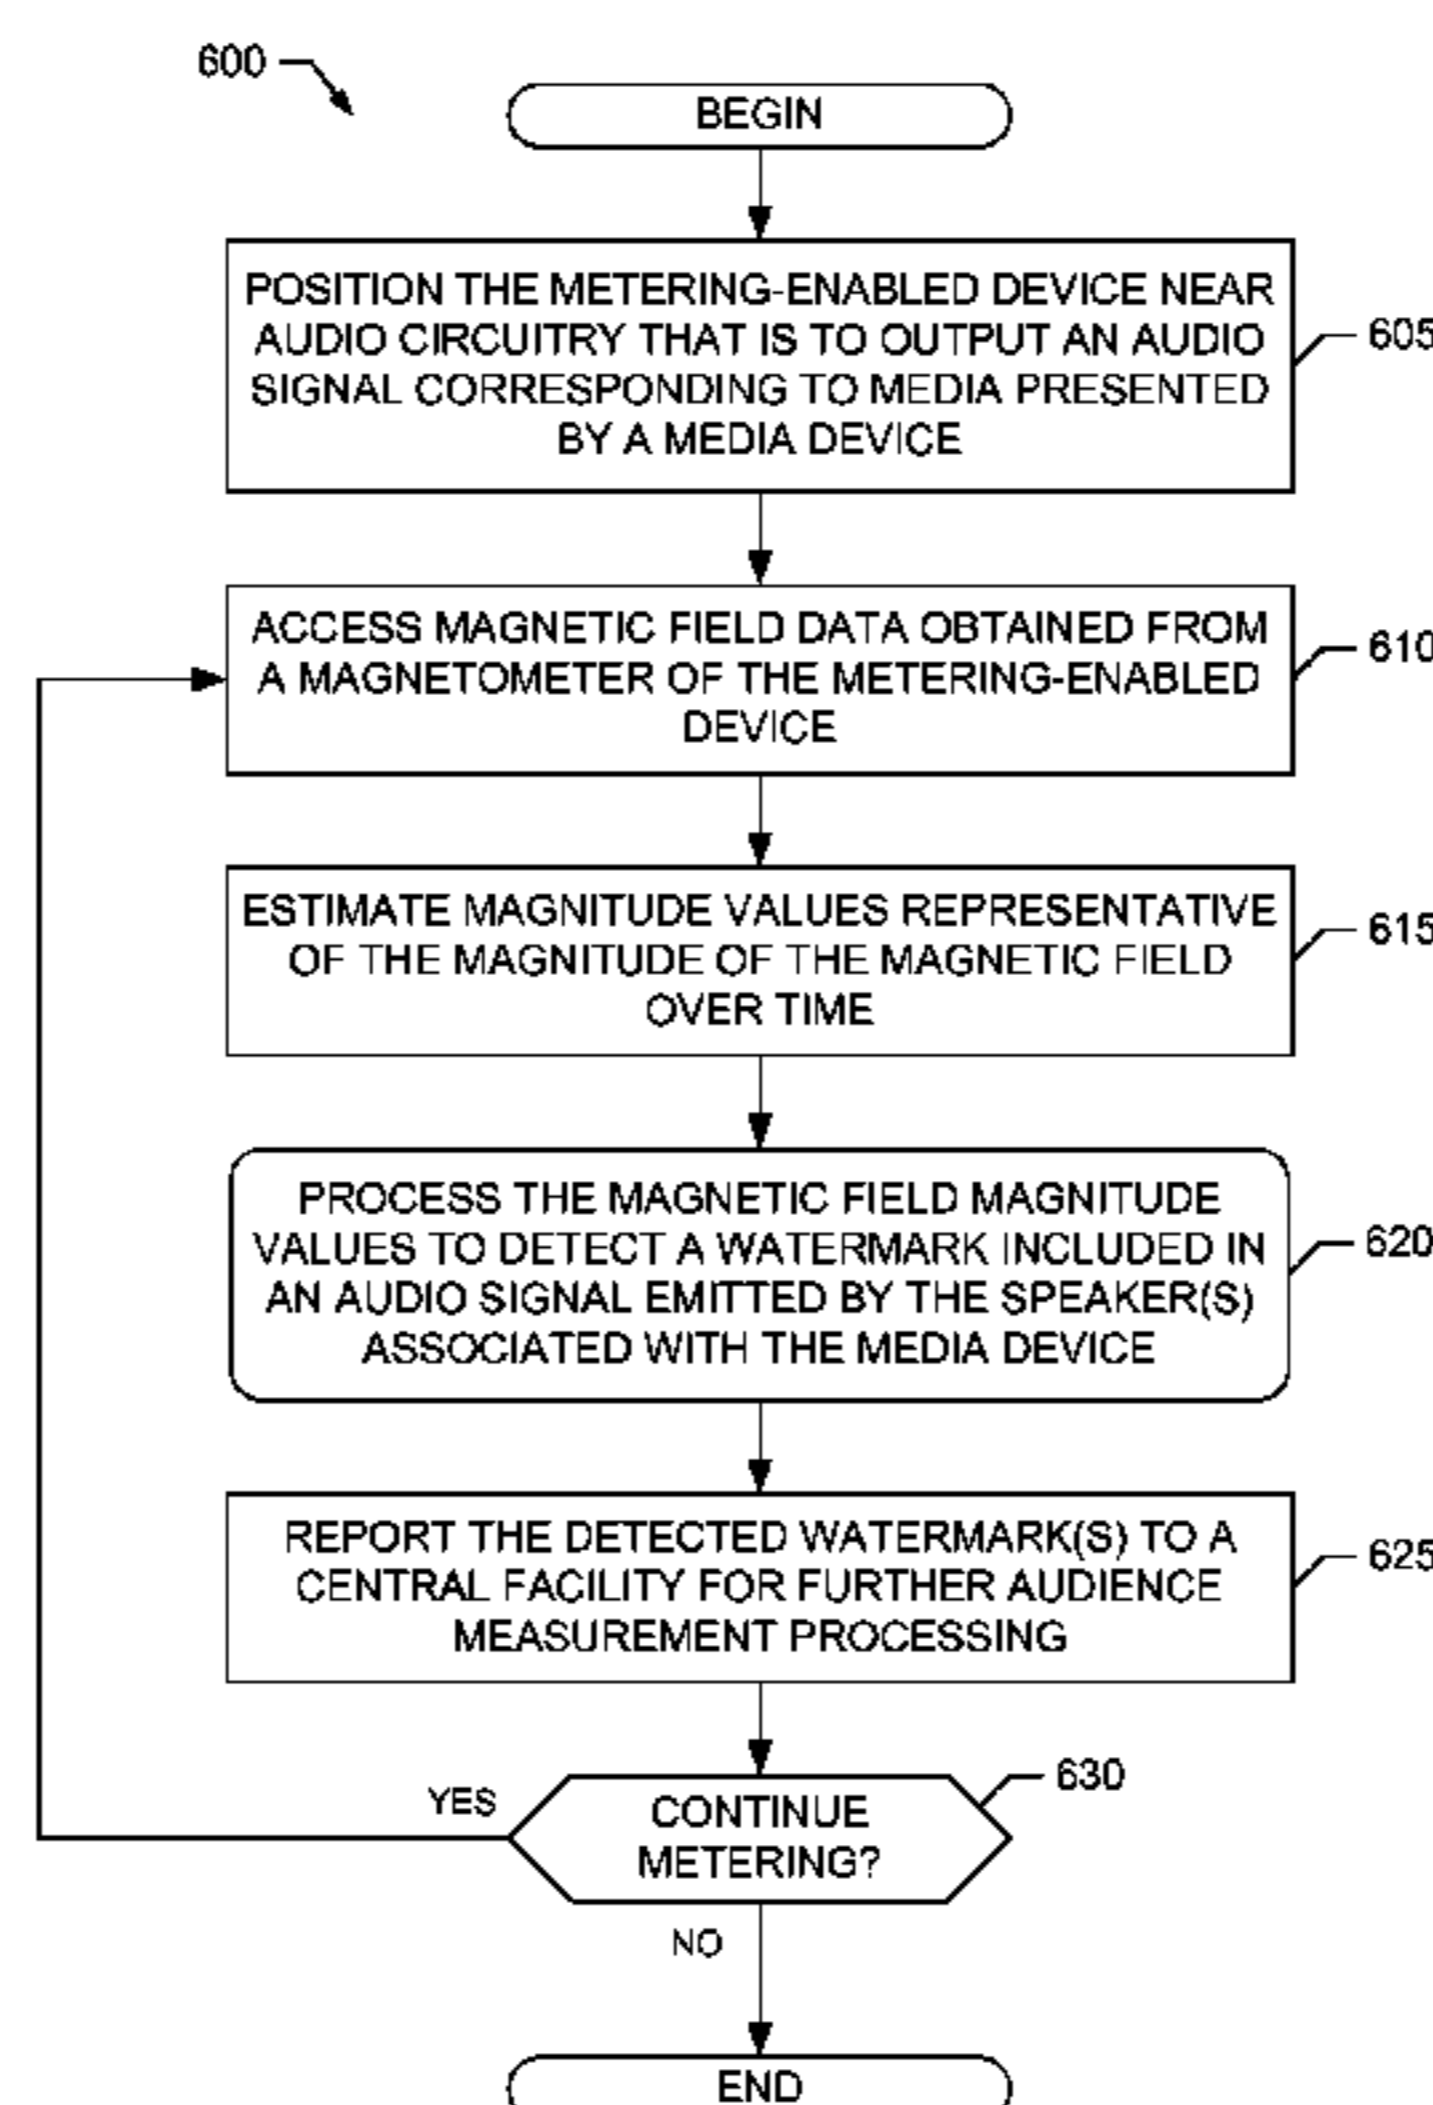 600
BEGIN
POSITION THE METERING-ENABLED DEVICE NEAR
AUDIO CIRCUITRY THAT IS TO OUTPUT AN AUDIO
SIGNAL CORRESPONDING TO MEDIA PRESENTED
BY A MEDIA DEVICE
605
ACCESS MAGNETIC FIELD DATA OBTAINED FROM
A MAGNETOMETER OF THE METERING-ENABLED
DEVICE
610
ESTIMATE MAGNITUDE VALUES REPRESENTATIVE
OF THE MAGNITUDE OF THE MAGNETIC FIELD
OVER TIME
615
PROCESS THE MAGNETIC FIELD MAGNITUDE
VALUES TO DETECT A WATERMARK INCLUDED IN
AN AUDIO SIGNAL EMITTED BY THE SPEAKER(S)
ASSOCIATED WITH THE MEDIA DEVICE
620
REPORT THE DETECTED WATERMARK(S) TO A
CENTRAL FACILITY FOR FURTHER AUDIENCE
MEASUREMENT PROCESSING
625
CONTINUE
METERING?
630
YES
NO
END